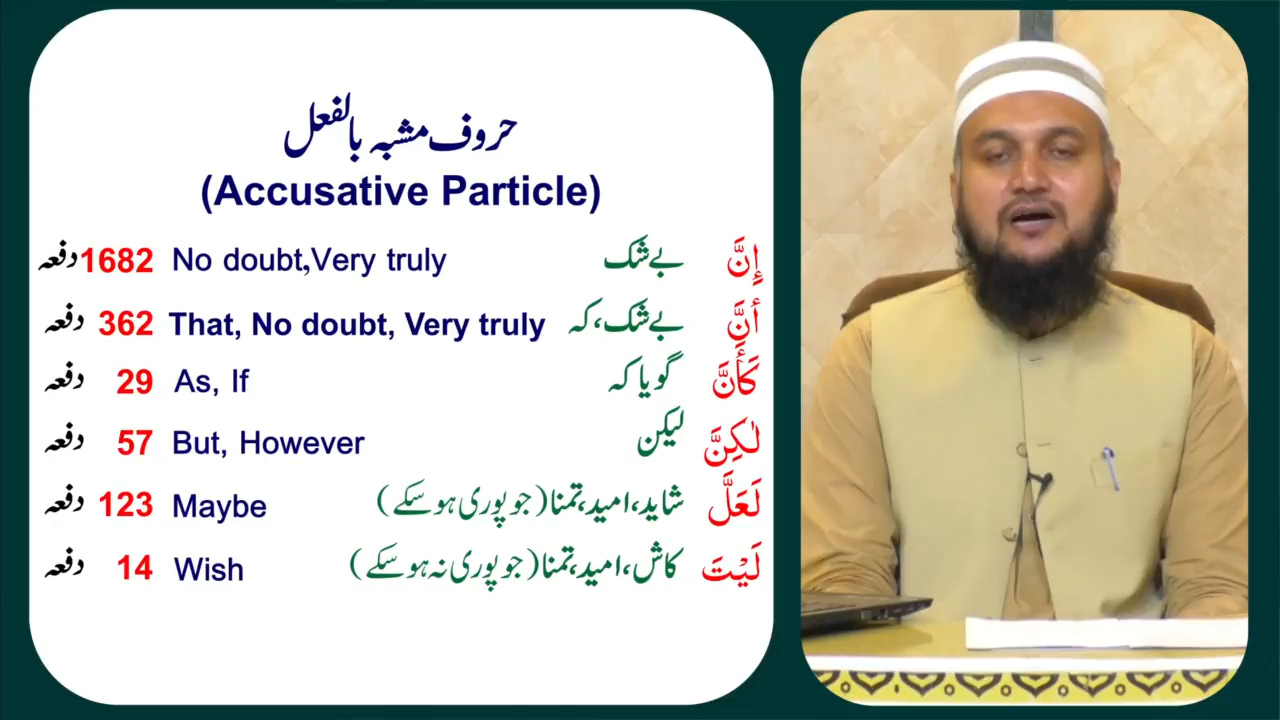 حروف مشبہ بالفعل
(Accusative Particle)
إِنَّ بے شک No doubt,Very truly 1682 دفعہ
أنَّ بے شک، کہ That, No doubt, Very truly 362 دفعہ
كَأَنَّ گویا کہ As, If 29 دفعہ
لٰكِنَّ لیکن But, However 57 دفعہ
لَعَلَّ شاید، امید، تمنا (جو پوری ہو سکے) Maybe 123 دفعہ
لَيْتَ کاش، امید، تمنا (جو پوری نہ ہو سکے) Wish 14 دفعہ